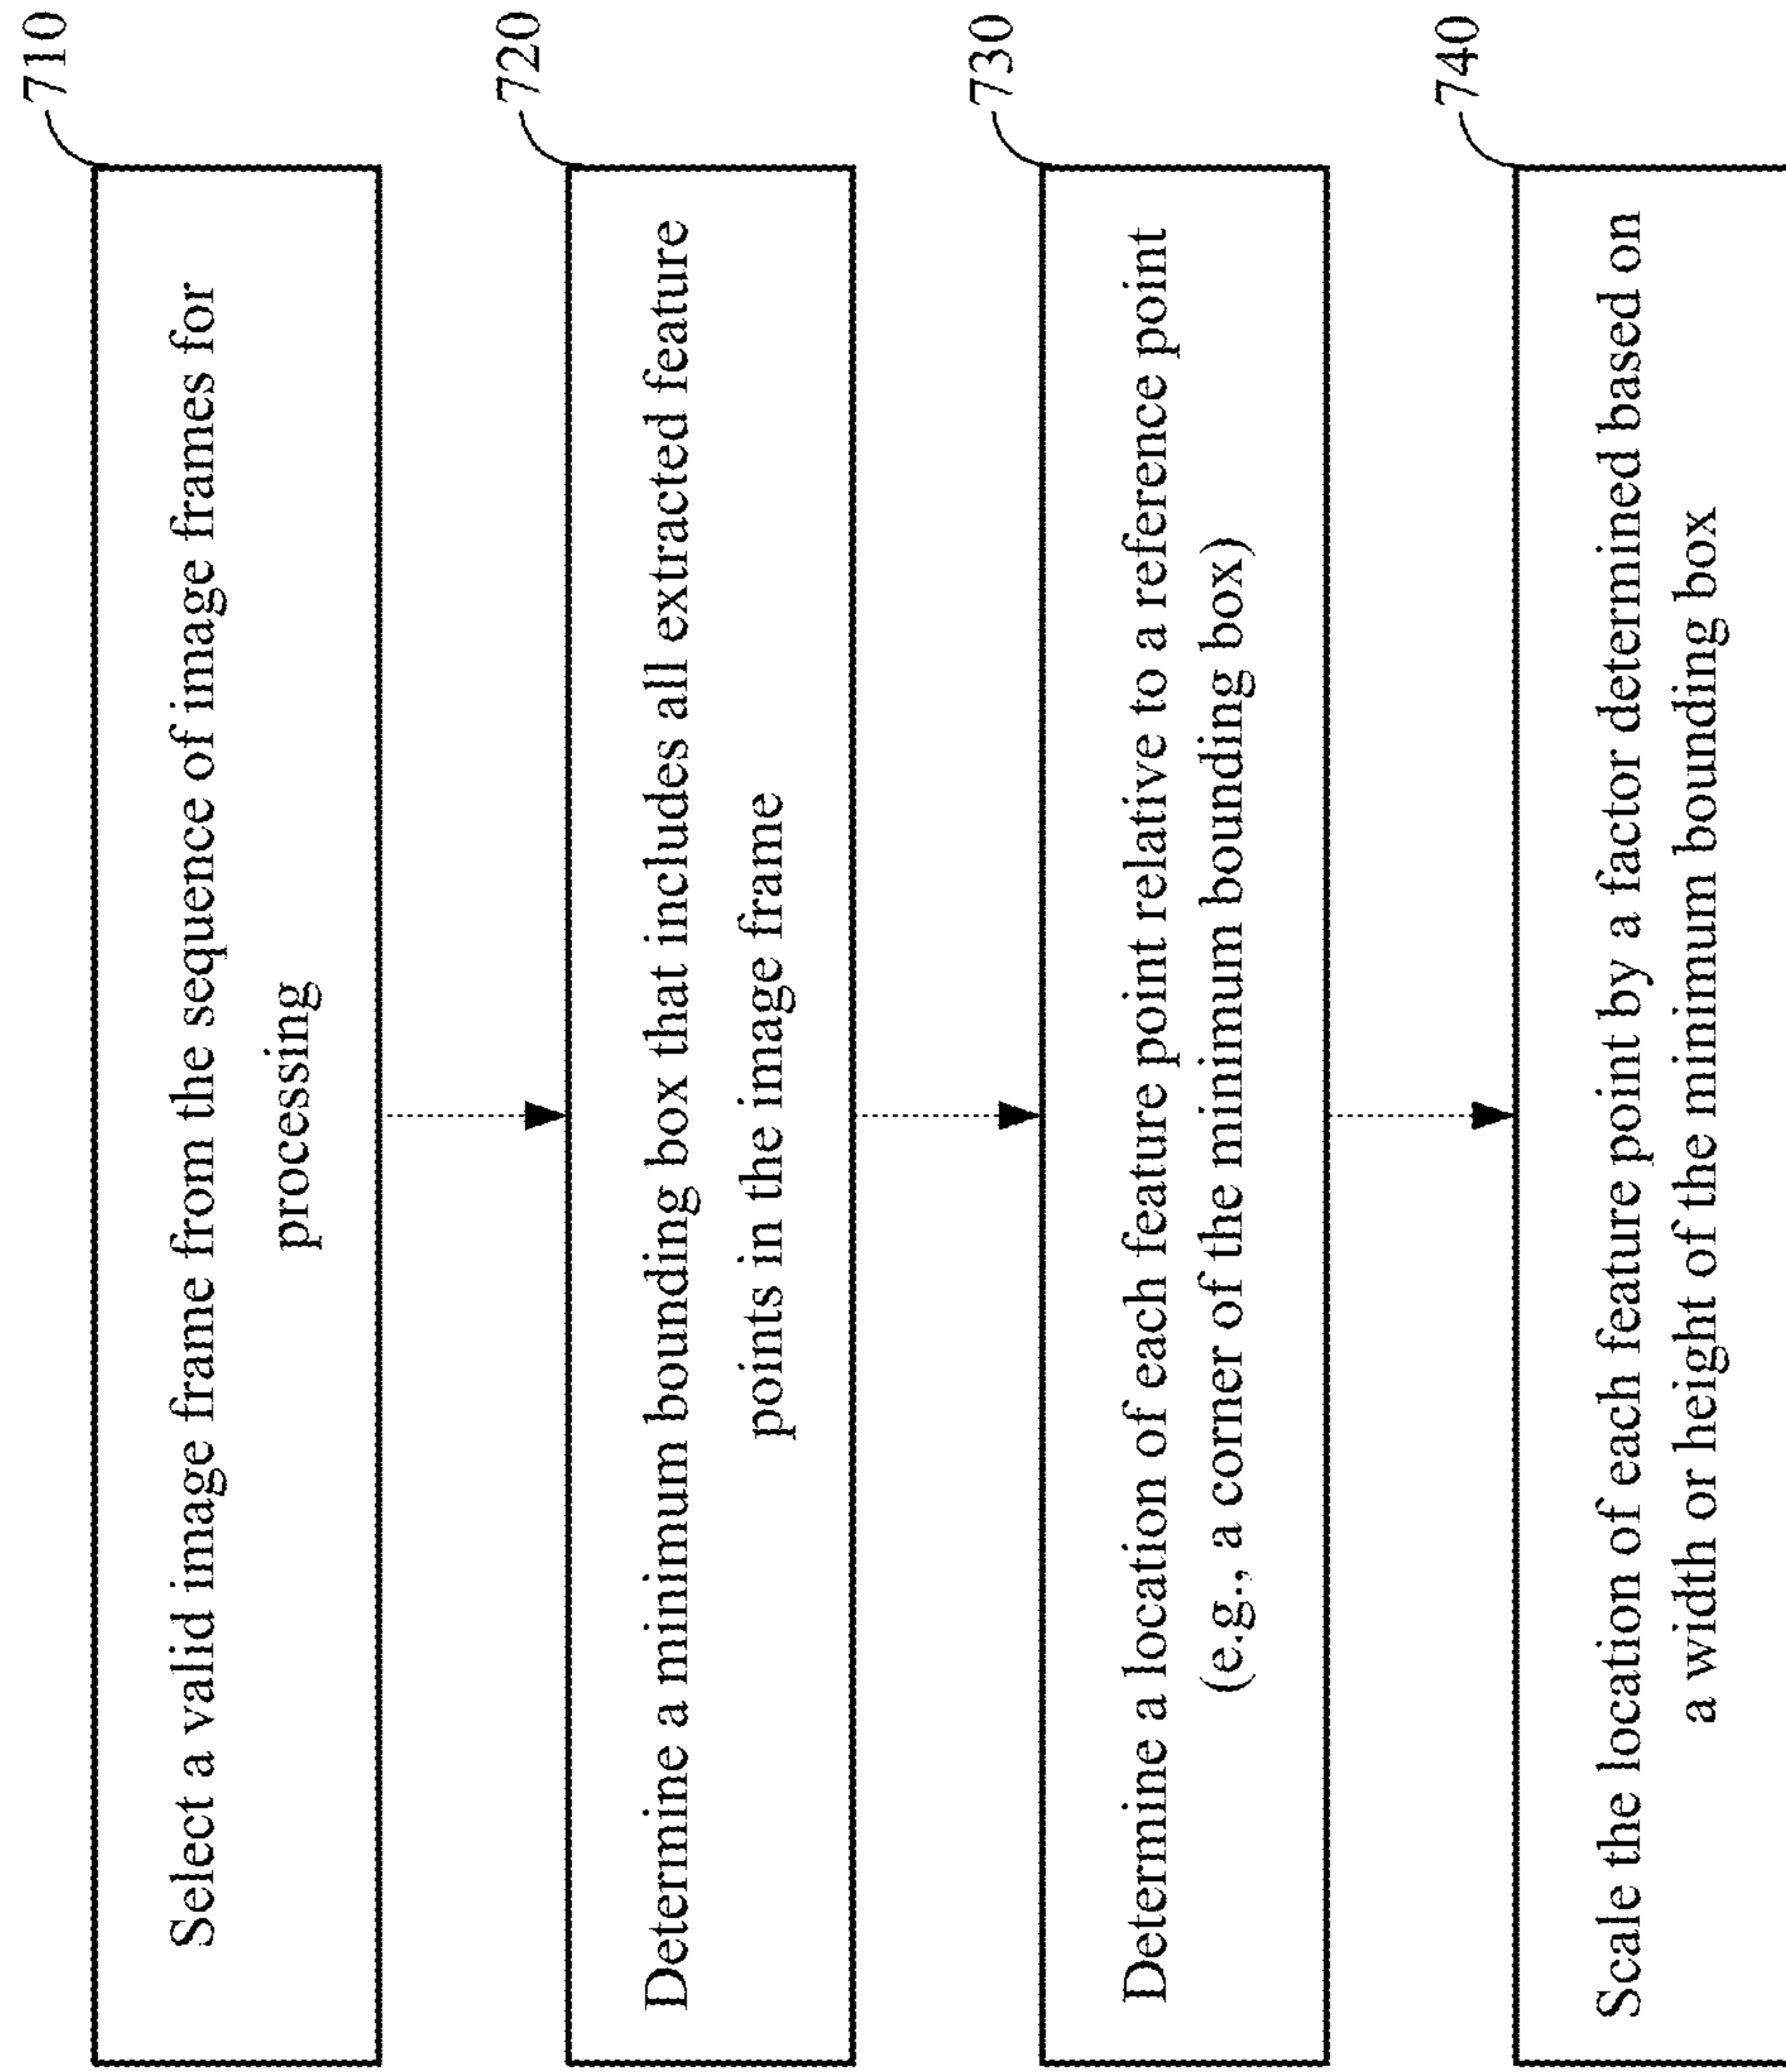 710
Select a valid image frame from the sequence of image frames for
processing
720
Determine a minimum bounding box that includes all extracted feature
points in the image frame
730
Determine a location of each feature point relative to a reference point
(e.g., a corner of the minimum bounding box)
740
Scale the location of each feature point by a factor determined based on
a width or height of the minimum bounding box